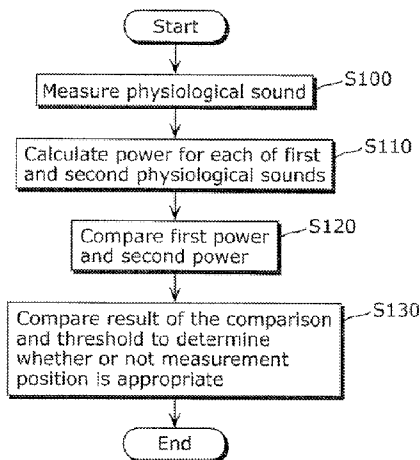 Start
Measure physiological sound
S100
Calculate power for each of first
and second physiological sounds
S110
Compare first power
and second power
S120
Compare result of the comparison
and threshold to determine
whether or not measurement
position is appropriate
S130
End